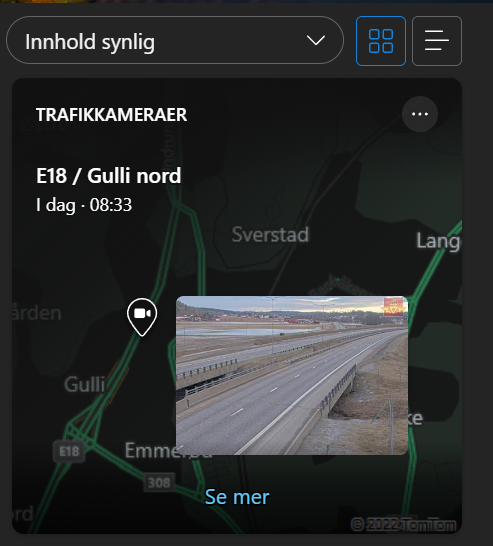 Innhold synlig
TRAFIKKAMERAER
E18 / Gulli nord
I dag · 08:33
Sverstad
Lang
ården
Gulli
E18
Emmer
ke
308
Se mer
rd
© 2022 TomTom